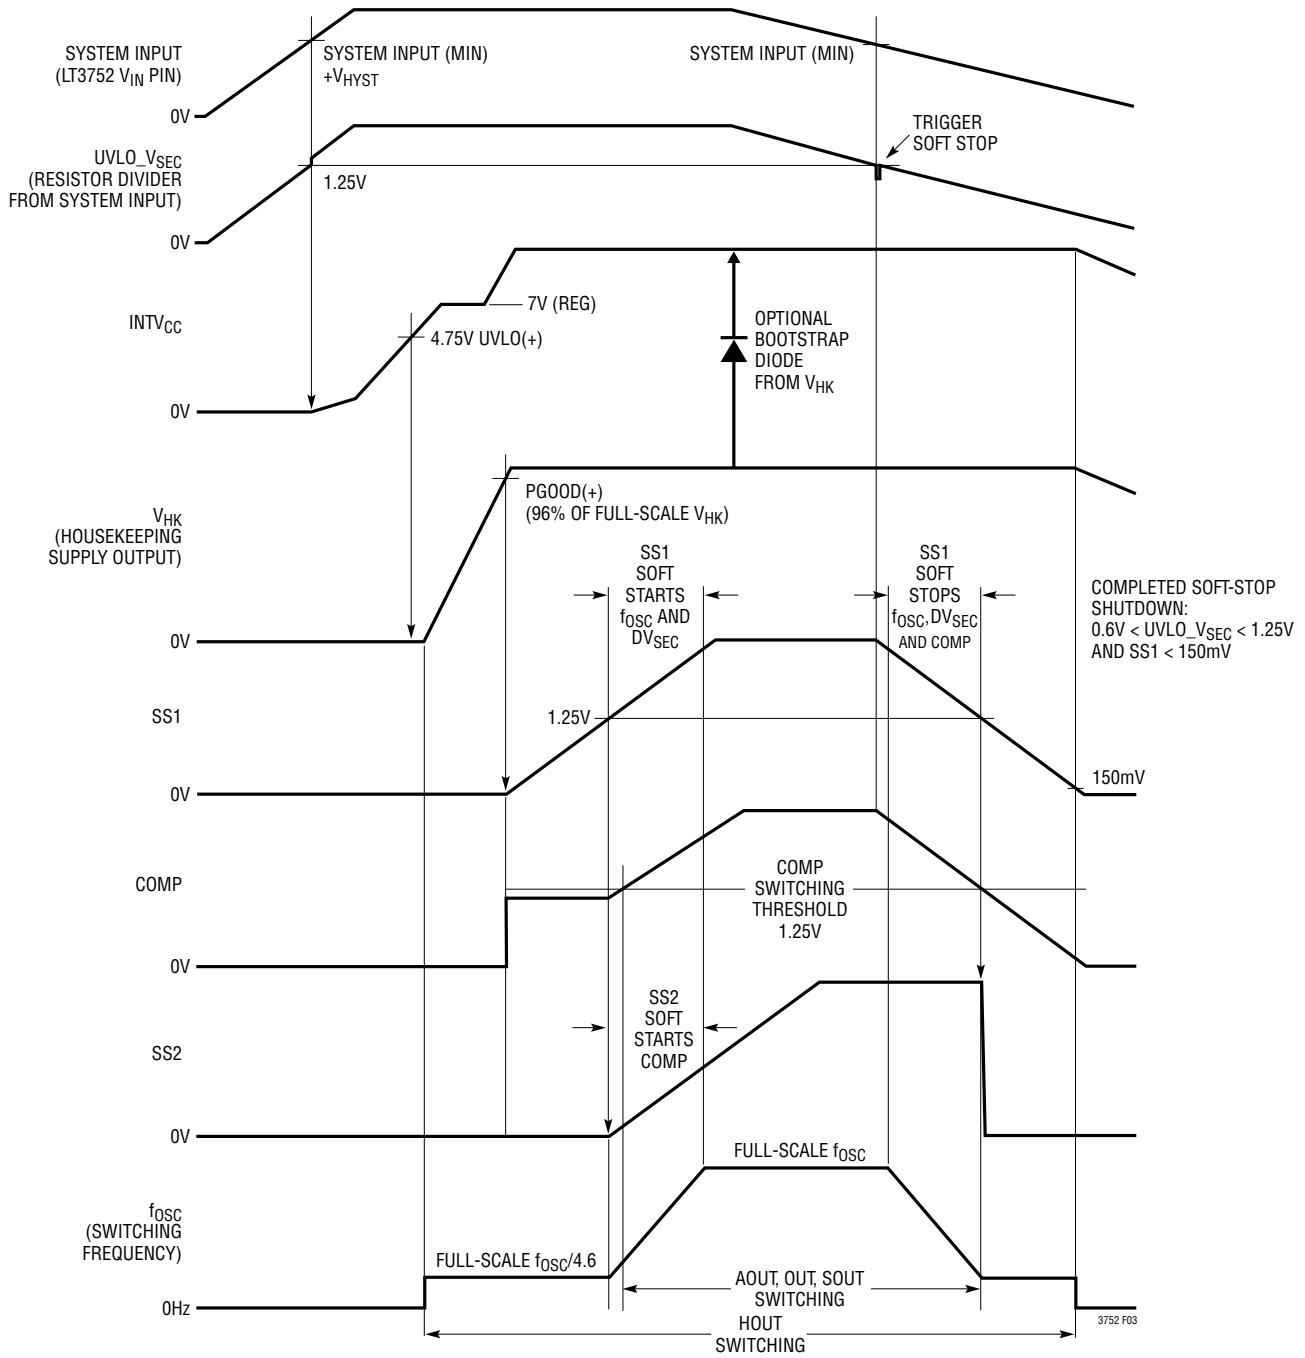 SYSTEM INPUT
(LT3752 VIN PIN)
0V
SYSTEM INPUT (MIN)
+VHYST
SYSTEM INPUT (MIN)
TRIGGER
SOFT STOP
UVLO_VSEC
(RESISTOR DIVIDER
FROM SYSTEM INPUT)
1.25V
0V
INTVCC
7V (REG)
4.75V UVLO(+)
0V
OPTIONAL
BOOTSTRAP
DIODE
FROM VHK
VHK
(HOUSEKEEPING
SUPPLY OUTPUT)
PGOOD(+)
(96% OF FULL-SCALE VHK)
0V
SS1
SOFT
STARTS
fOSC AND
DVSEC
SS1
SOFT
STOPS
fOSC, DVSEC
AND COMP
COMPLETED SOFT-STOP
SHUTDOWN:
0.6V < UVLO_VSEC < 1.25V
AND SS1 < 150mV
SS1
1.25V
150mV
0V
COMP
COMP
SWITCHING
THRESHOLD
1.25V
0V
SS2
SOFT
STARTS
COMP
SS2
0V
FULL-SCALE fOSC
fOSC
(SWITCHING
FREQUENCY)
FULL-SCALE fOSC/4.6
AOUT, OUT, SOUT
SWITCHING
0Hz
HOUT
SWITCHING
3752 F03